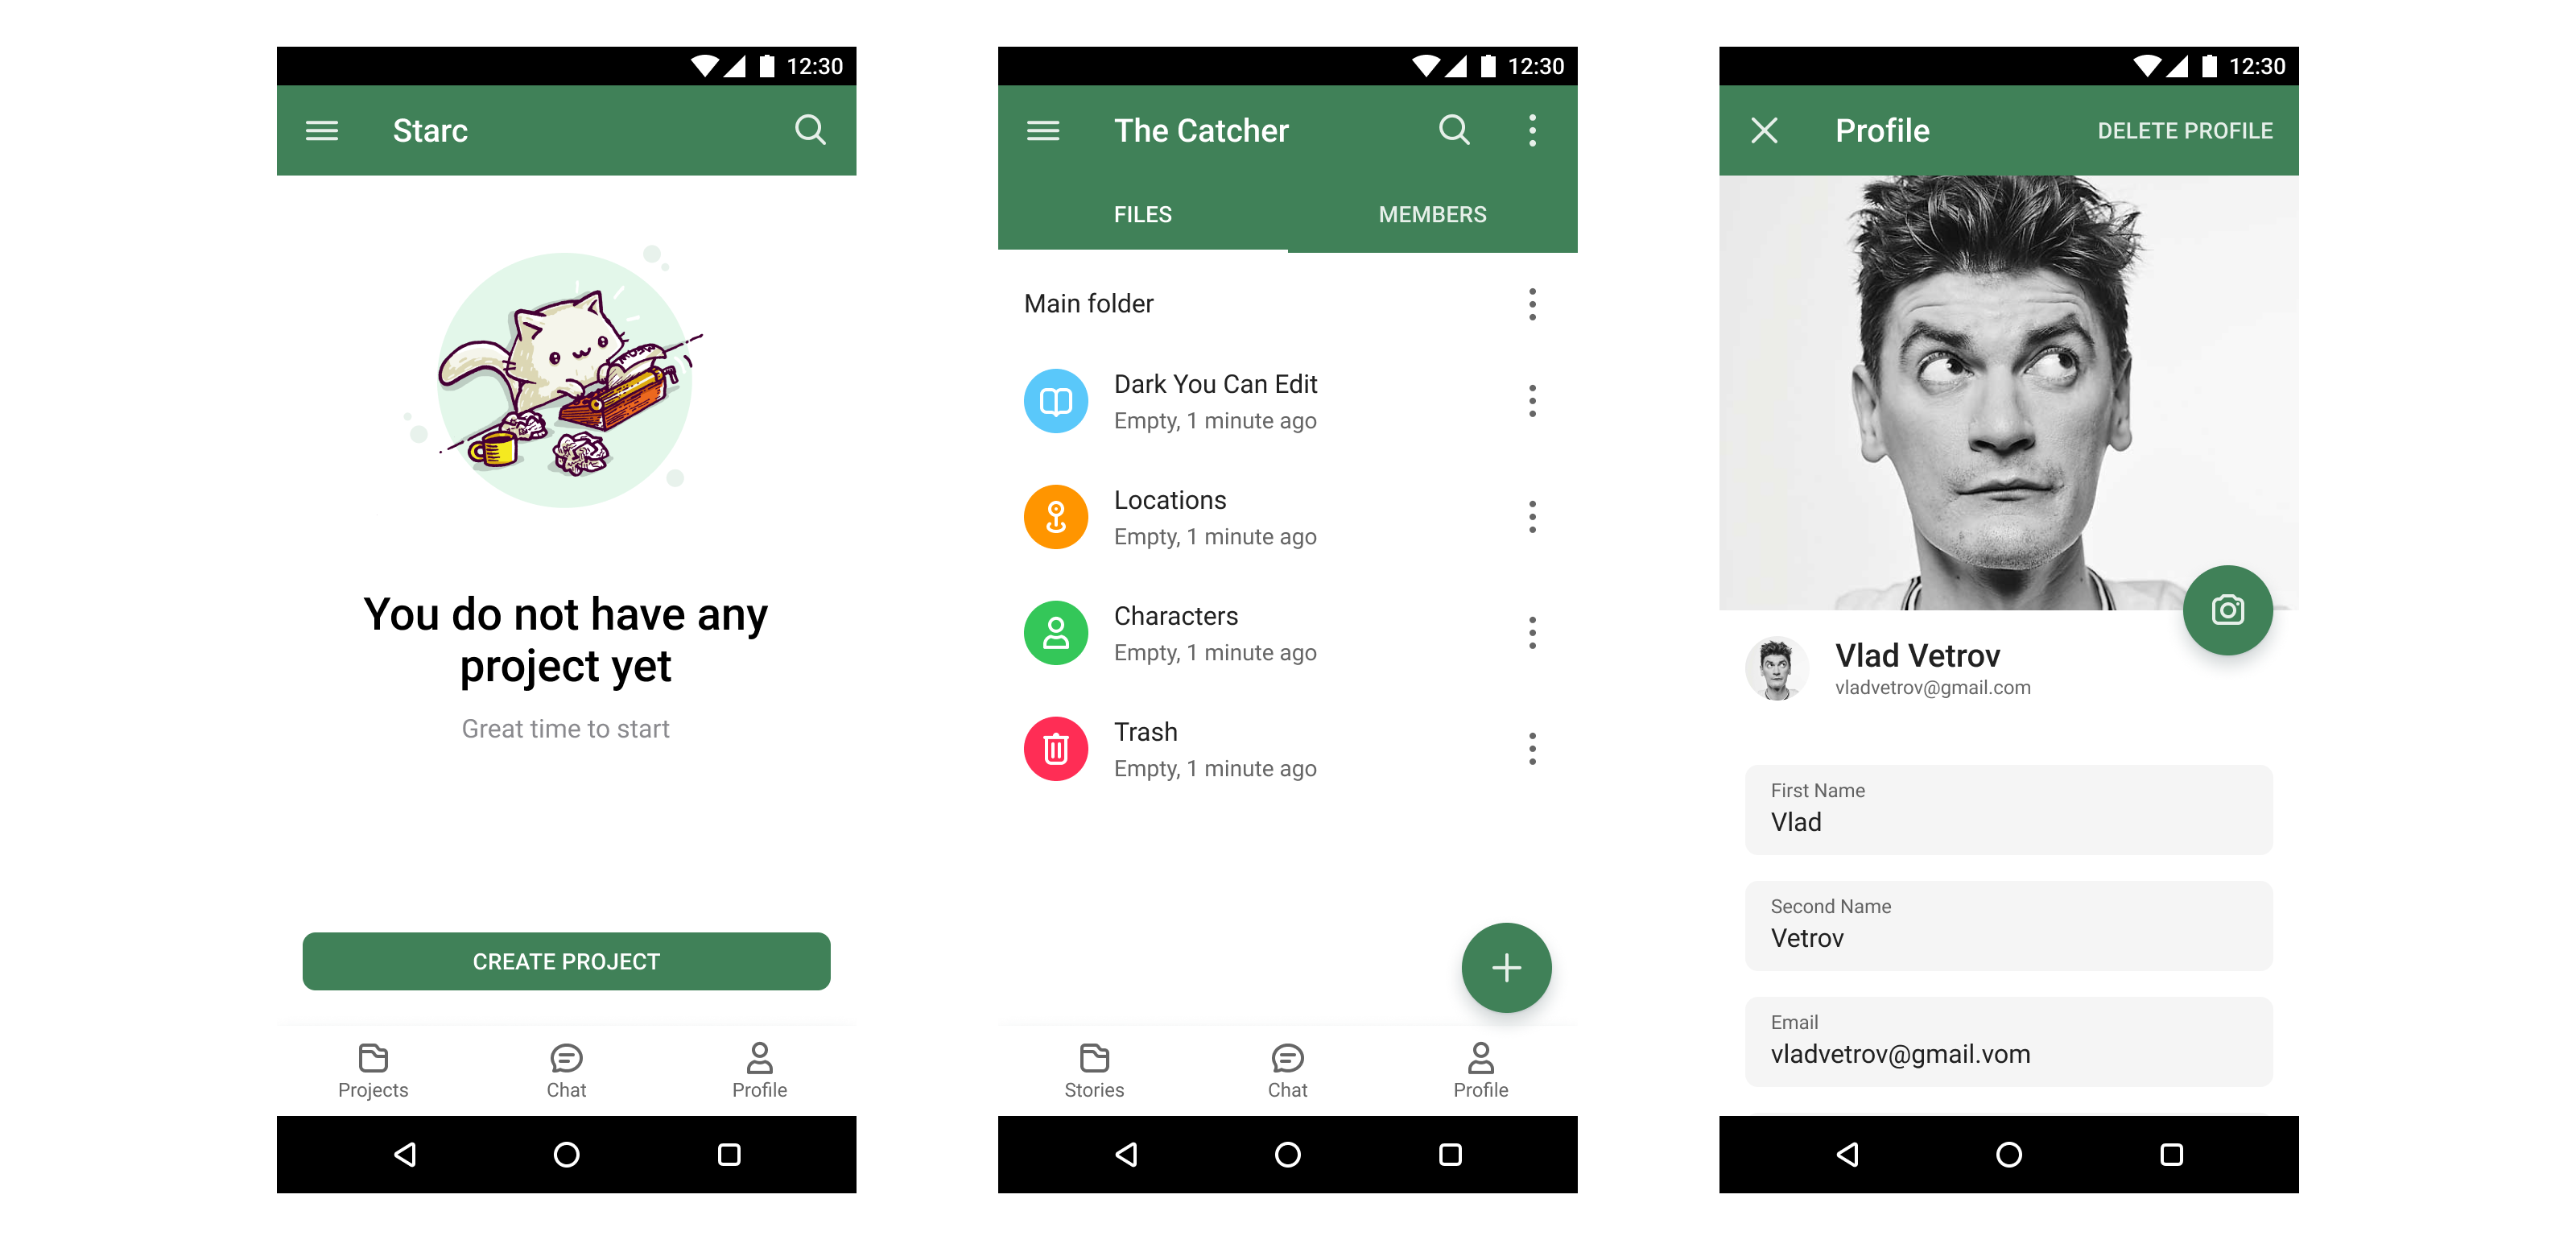 12:30
Starc
You do not have any
project yet
Great time to start
CREATE PROJECT
Projects
Chat
Profile
12:30
The Catcher
FILES
MEMBERS
Main folder
Dark You Can Edit
Empty, 1 minute ago
Locations
Empty, 1 minute ago
Characters
Empty, 1 minute ago
Trash
Empty, 1 minute ago
Stories
Chat
Profile
12:30
Profile
DELETE PROFILE
Vlad Vetrov
vladvetrov@gmail.com
First Name
Vlad
Second Name
Vetrov
Email
vladvetrov@gmail.vom